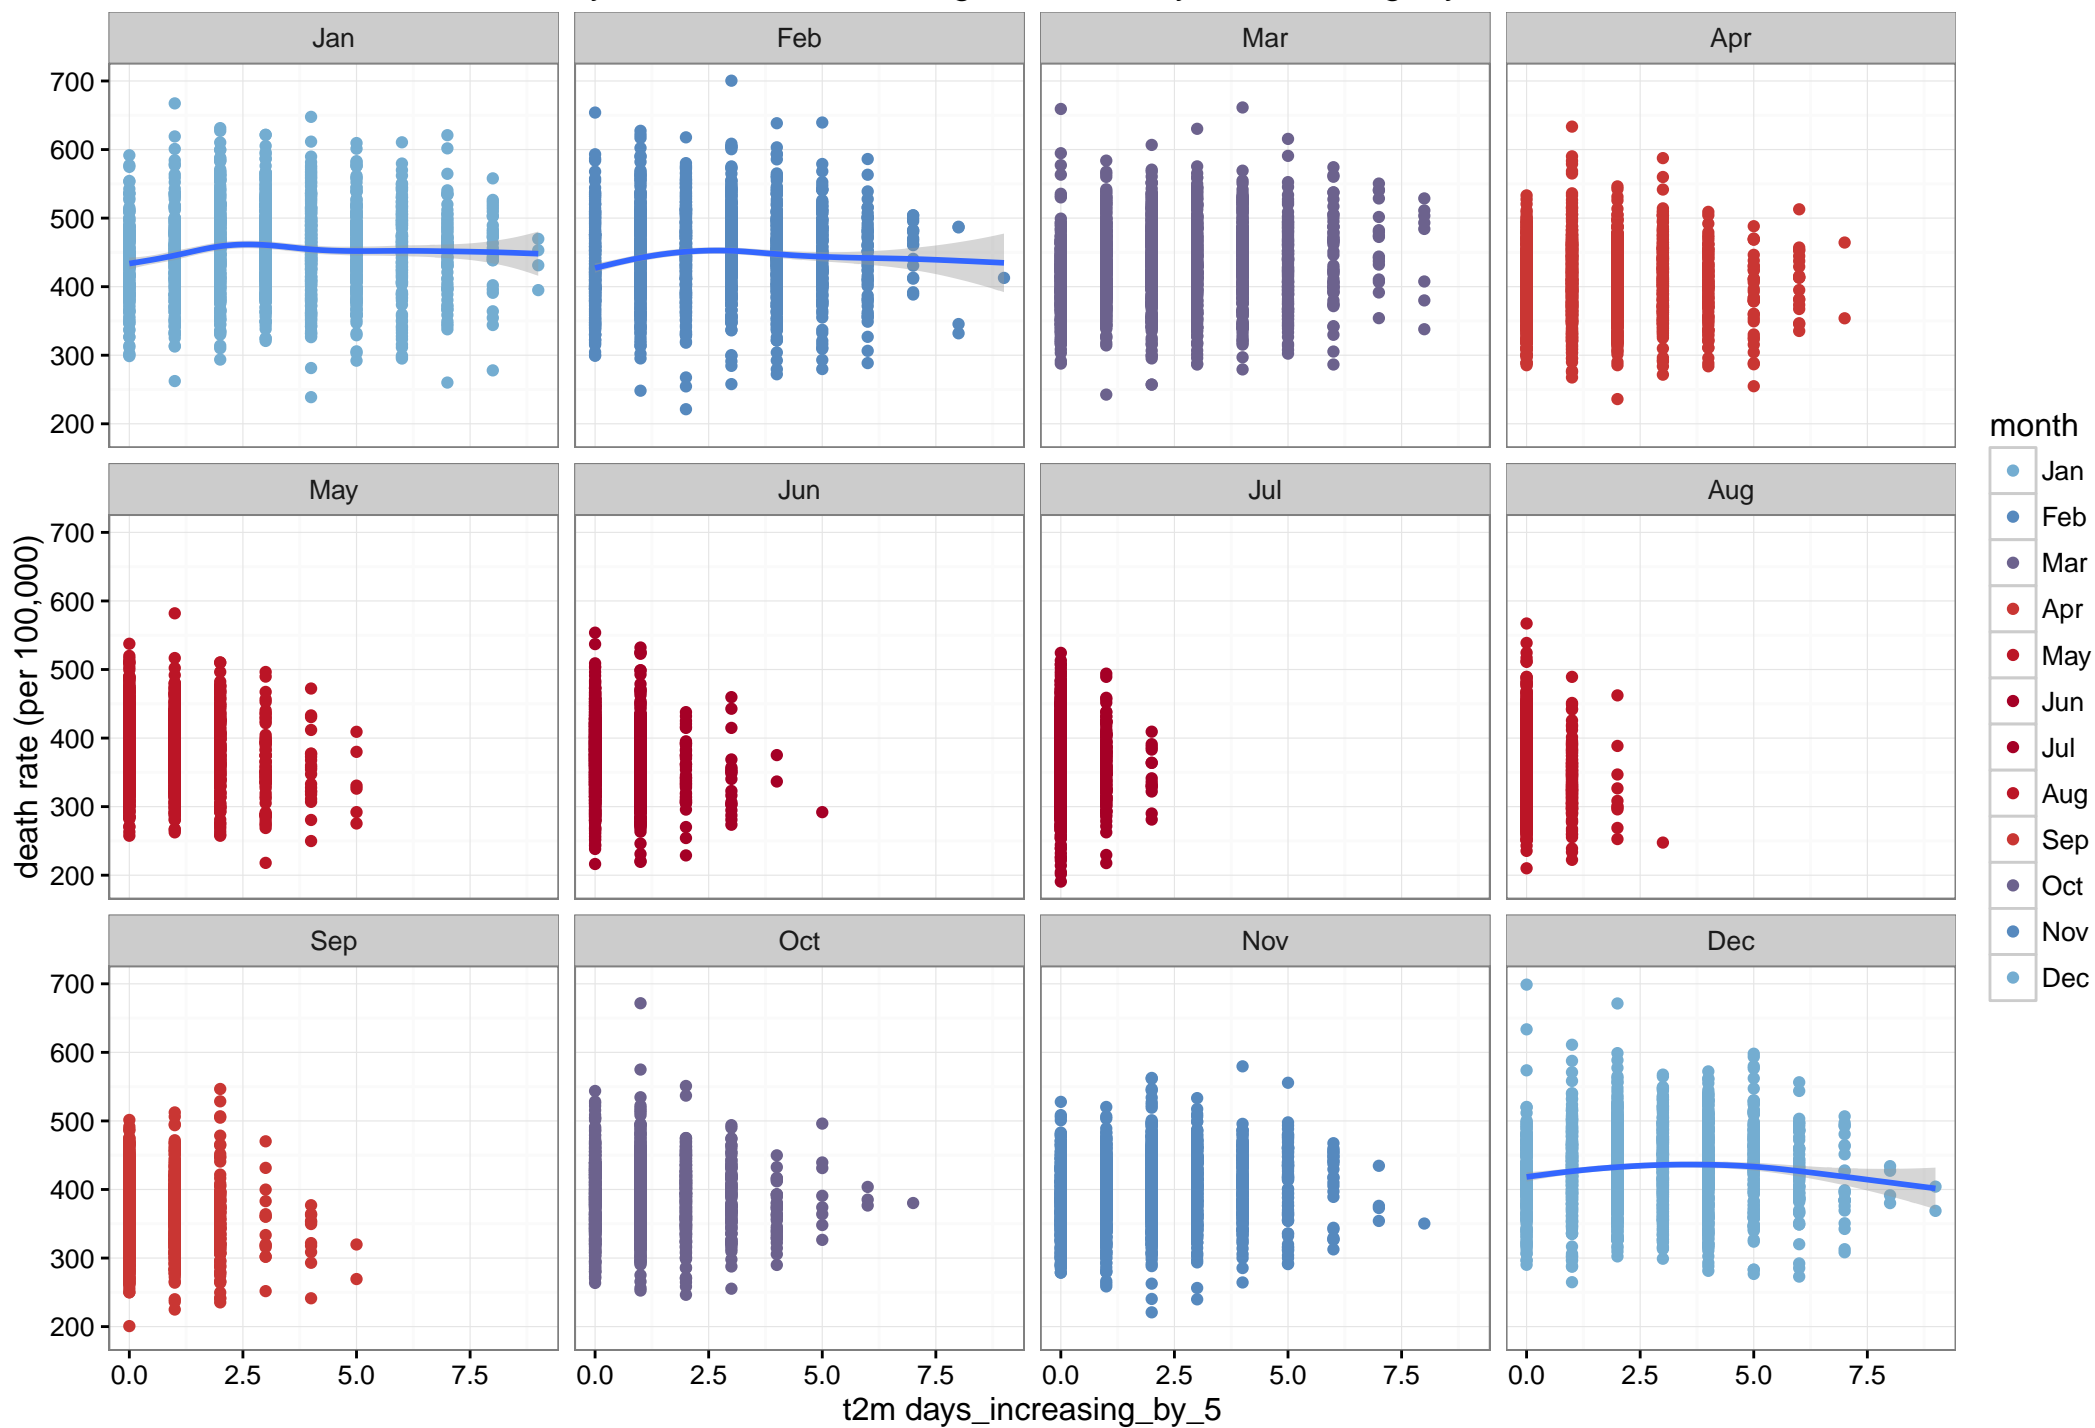 Jan Feb Mar Apr
700
600
500
400
300
200
May Jun Jul Aug
700
600
500
400
300
200
Sep Oct Nov Dec
700
600
500
400
300
200
0.0 2.5 5.0 7.5 0.0 2.5 5.0 7.5 0.0 2.5 5.0 7.5 0.0 2.5 5.0 7.5
t2m days_increasing_by_5
death rate (per 100,000)
month
Jan
Feb
Mar
Apr
May
Jun
Jul
Aug
Sep
Oct
Nov
Dec